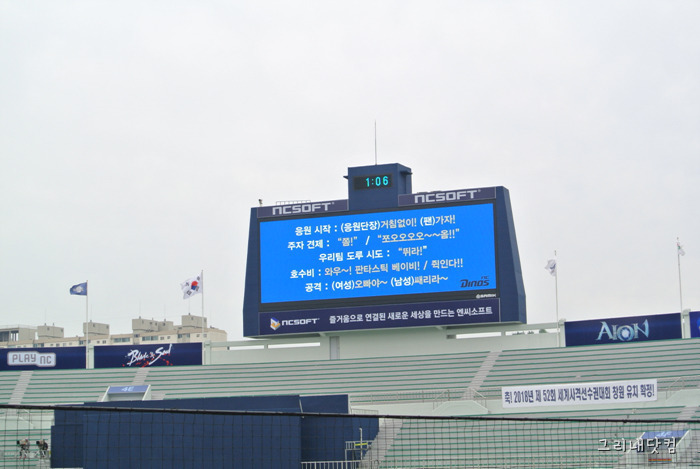 1:06
NCSOFT NCSOFT
응원 시작 : (응원단장)거침없이! (팬)가자!
주자 견제 : "쫌!" / "쪼오오오오~~옴!!"
우리팀 도루 시도 : "뛰라!"
호수비 : 와우~! 판타스틱 베이비! / 쥑인다!!
공격 : (여성)오빠야~ (남성)때리라~
DINOS
NCSOFT 즐거움으로 연결된 새로운 세상을 만드는 엔씨소프트
PLAY NC
Blade & Soul
AION
축! 2018년 제 52회 세계사격선수권대회 창원 유치 확정!
그리내닷컴